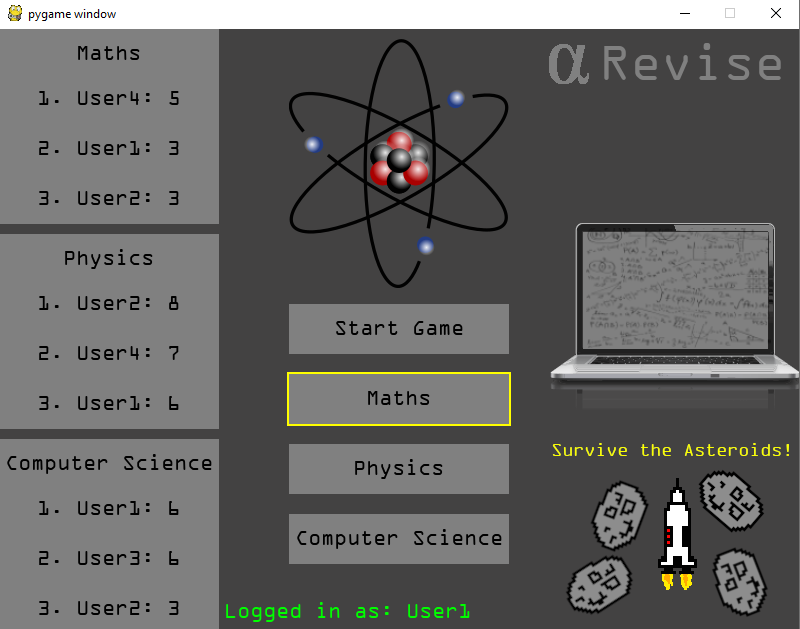 pygame window
Maths
1. User4: 5
2. User1: 3
3. User2: 3
Physics
1. User2: 8
2. User4: 7
3. User1: 6
Computer Science
1. User1: 6
2. User3: 6
3. User2: 3
αRevise
Start Game
Maths
Physics
Computer Science
Survive the Asteroids!
Logged in as: User1